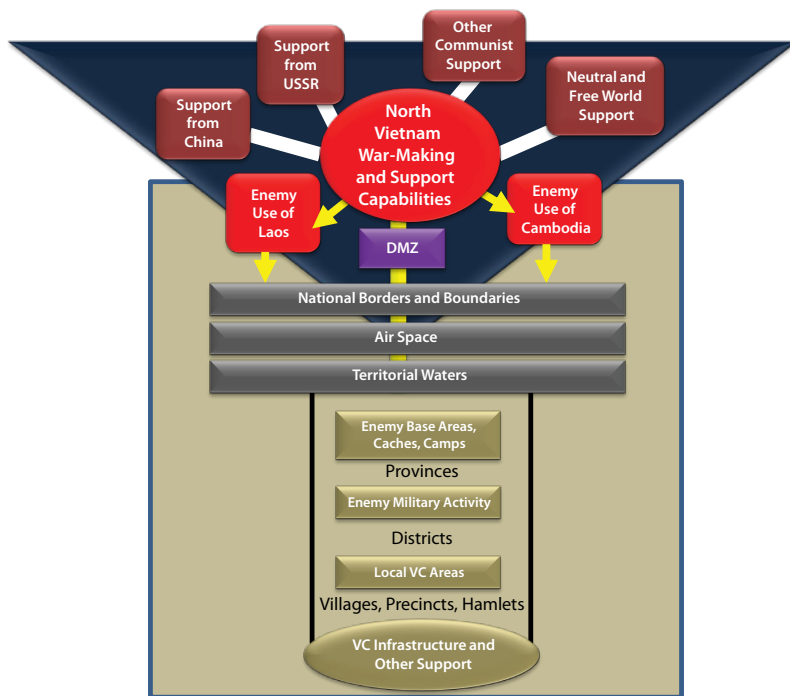 Other
Communist
Support
Support
from
USSR
Neutral and
Free World
Support
Support
from
China
North
Vietnam
War-Making
and Support
Capabilities
Enemy
Use of
Laos
Enemy
Use of
Cambodia
DMZ
National Borders and Boundaries
Air Space
Territorial Waters
Enemy Base Areas,
Caches, Camps
Provinces
Enemy Military Activity
Districts
Local VC Areas
Villages, Precincts, Hamlets
VC Infrastructure and
Other Support